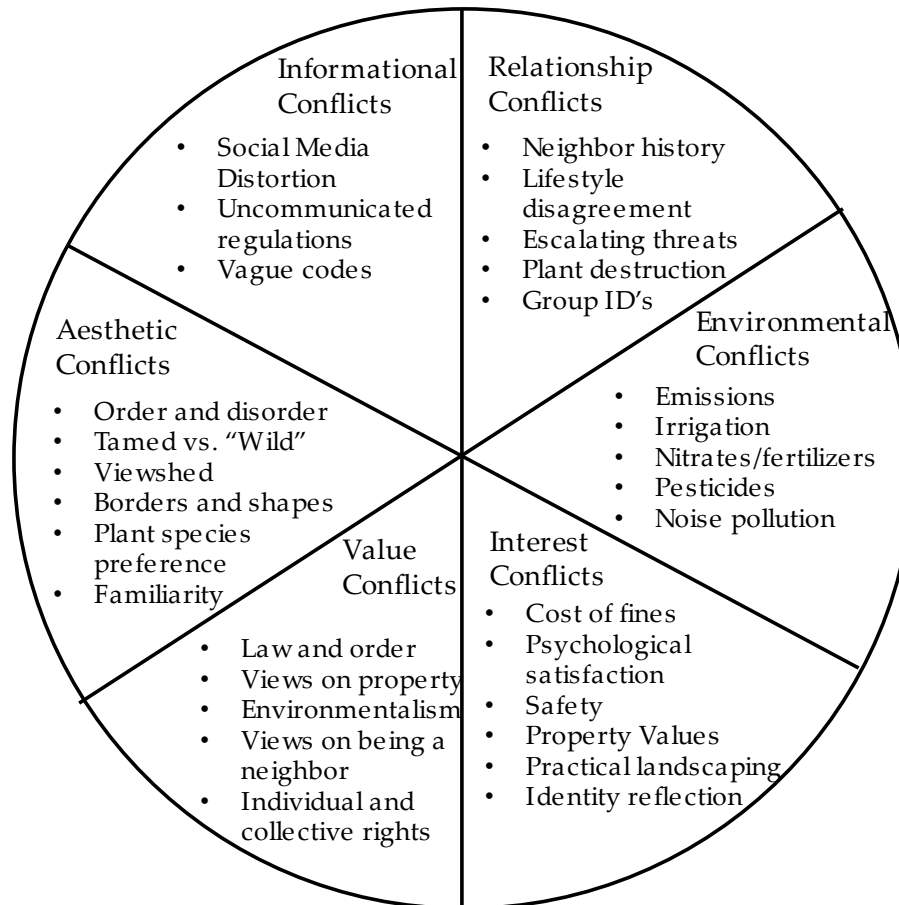 Informational
Conflicts
• Social Media
Distortion
• Uncommunicated
regulations
• Vague codes
Relationship
Conflicts
• Neighbor history
• Lifestyle
disagreement
• Escalating threats
• Plant destruction
• Group ID's
Environmental
Conflicts
• Emissions
• Irrigation
• Nitrates/fertilizers
• Pesticides
• Noise pollution
Interest
Conflicts
• Cost of fines
• Psychological
satisfaction
• Safety
• Property Values
• Practical landscaping
• Identity reflection
Value
Conflicts
• Law and order
• Views on property
• Environmentalism
• Views on being a
neighbor
• Individual and
collective rights
Aesthetic
Conflicts
• Order and disorder
• Tamed vs. “Wild”
• Viewshed
• Borders and shapes
• Plant species
preference
• Familiarity